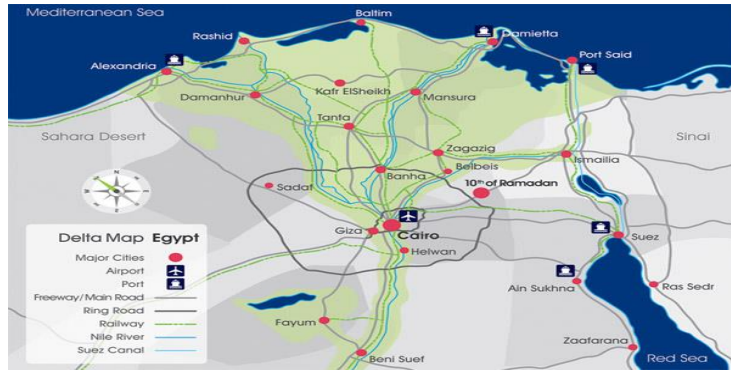 Mediterranean Sea
Baltim
Rashid
Damietta
Port Said
Alexandria
Kafr ElSheikh
Damanhur
Mansura
Tanta
Sahara Desert
Sinai
Zagazig
Ismailia
Belbeis
Banha
10th of Ramadan
Sadat
Cairo
Giza
Suez
Helwan
Ain Sukhna
Ras Sedr
Fayum
Zaafarana
Beni Suef
Red Sea
Delta Map Egypt
Major Cities
Airport
Port
Freeway/Main Road
Ring Road
Railway
Nile River
Suez Canal